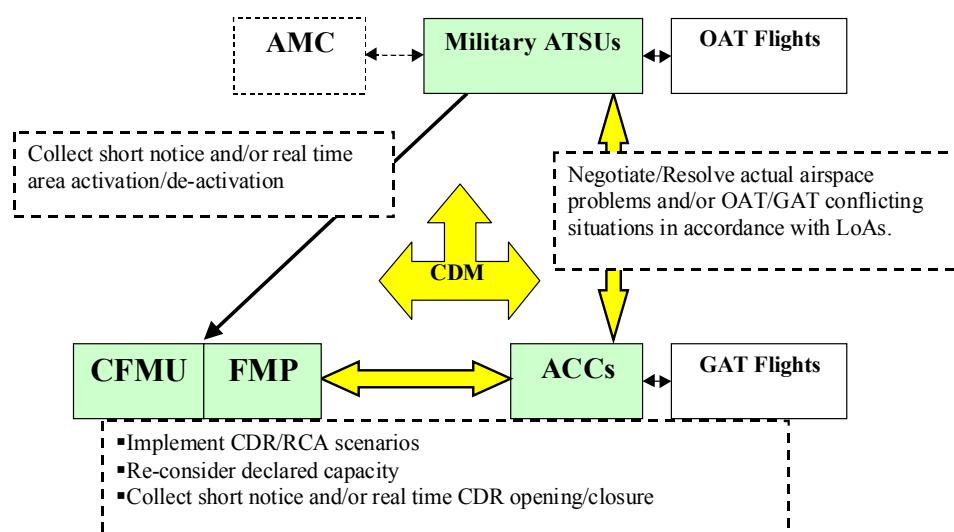 AMC
Military ATSUs
OAT Flights
Collect short notice and/or real time
area activation/de-activation
Negotiate/Resolve actual airspace
problems and/or OAT/GAT conflicting
situations in accordance with LoAs.
CDM
CFMU
FMP
ACCs
GAT Flights
▪Implement CDR/RCA scenarios
▪Re-consider declared capacity
▪Collect short notice and/or real time CDR opening/closure